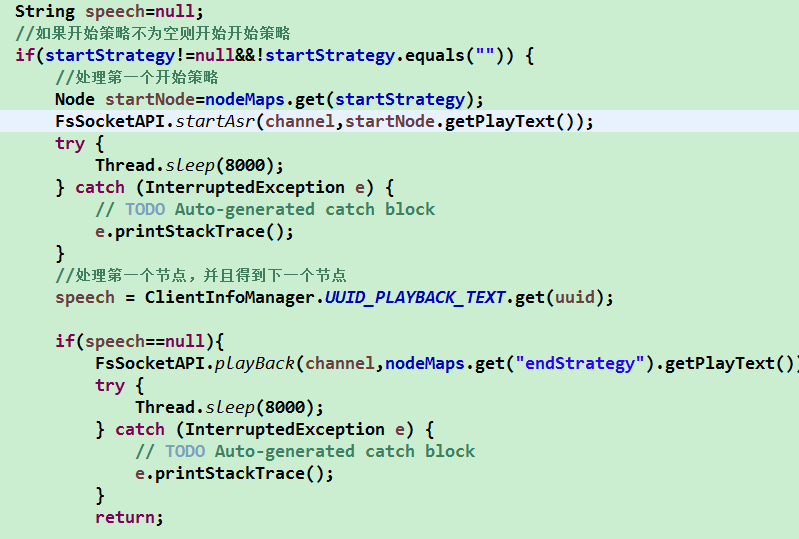 String speech=null;
//如果开始策略不为空则开始开始策略
if(startStrategy!=null&&!startStrategy.equals("")) {
//处理第一个开始策略
Node startNode=nodeMaps.get(startStrategy);
FsSocketAPI.startAsr(channel,startNode.getPlayText());
try {
Thread.sleep(8000);
} catch (InterruptedException e) {
// TODO Auto-generated catch block
e.printStackTrace();
}
//处理第一个节点，并且得到下一个节点
speech = ClientInfoManager.UUID_PLAYBACK_TEXT.get(uuid);
if(speech==null){
FsSocketAPI.playBack(channel,nodeMaps.get("endStrategy").getPlayText())
try {
Thread.sleep(8000);
} catch (InterruptedException e) {
// TODO Auto-generated catch block
e.printStackTrace();
}
return;